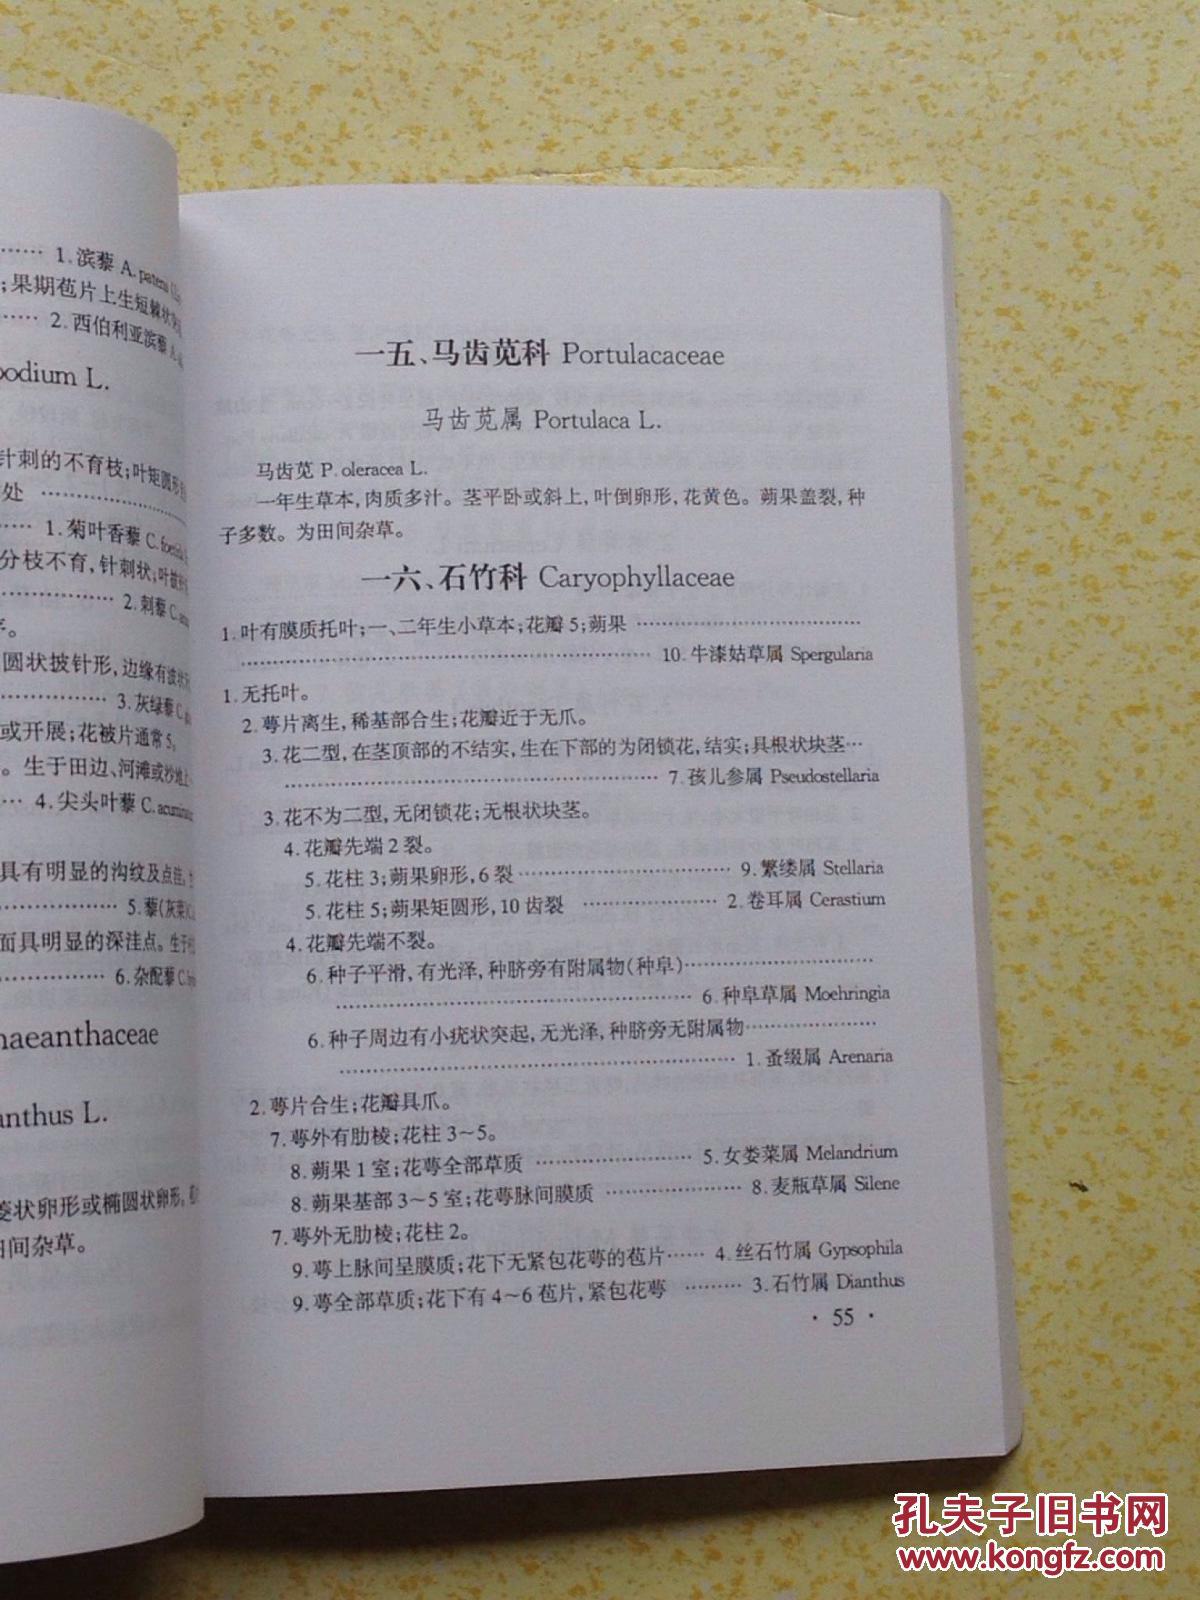 …… 1.滨藜 A. patens
;果期苞片上生短棘状
…… 2.西伯利亚滨藜
odium L.
针刺的不育枝;叶矩圆形
处 ……
…… 1.菊叶香藜 C. foetida
分枝不育,针刺状;叶披针
…… 2.刺藜 C.
圆状披针形,边缘有波状
…… 3.灰绿藜 C.
或开展;花被片通常5。
。生于田边、河滩或沙地
…… 4.尖头叶藜 C. acuminatum
具有明显的沟纹及点洼。
…… 5.藜(灰菜)
面具明显的深洼点。生于
…… 6.杂配藜 C.
haeanthaceae
anthus L.
菱状卵形或椭圆状卵形,
田间杂草。
一五、马齿苋科 Portulacaceae
马齿苋属 Portulaca L.
马齿苋 P. oleracea L.
一年生草本,肉质多汁。茎平卧或斜上,叶倒卵形,花黄色。蒴果盖裂,种
子多数。为田间杂草。
一六、石竹科 Caryophyllaceae
1.叶有膜质托叶;一、二年生小草本;花瓣5;蒴果 ……
…… 10.牛漆姑草属 Spergularia
1.无托叶。
2.萼片离生,稀基部合生;花瓣近于无爪。
3.花二型,在茎顶部的不结实,生在下部的为闭锁花,结实;具根状块茎…
…… 7.孩儿参属 Pseudostellaria
3.花不为二型,无闭锁花;无根状块茎。
4.花瓣先端2裂。
5.花柱3;蒴果卵形,6裂 …… 9.繁缕属 Stellaria
5.花柱5;蒴果矩圆形,10齿裂 …… 2.卷耳属 Cerastium
4.花瓣先端不裂。
6.种子平滑,有光泽,种脐旁有附属物(种阜)……
…… 6.种阜草属 Moehringia
6.种子周边有小疣状突起,无光泽,种脐旁无附属物……
…… 1.蚤缀属 Arenaria
2.萼片合生;花瓣具爪。
7.萼外有肋棱;花柱3~5。
8.蒴果1室;花萼全部草质 …… 5.女娄菜属 Melandrium
8.蒴果基部3~5室;花萼脉间膜质 …… 8.麦瓶草属 Silene
7.萼外无肋棱;花柱2。
9.萼上脉间呈膜质;花下无紧包花萼的苞片…… 4.丝石竹属 Gypsophila
9.萼全部草质;花下有4~6苞片,紧包花萼 …… 3.石竹属 Dianthus
· 55 ·
孔夫子旧书网
www.kongfz.com